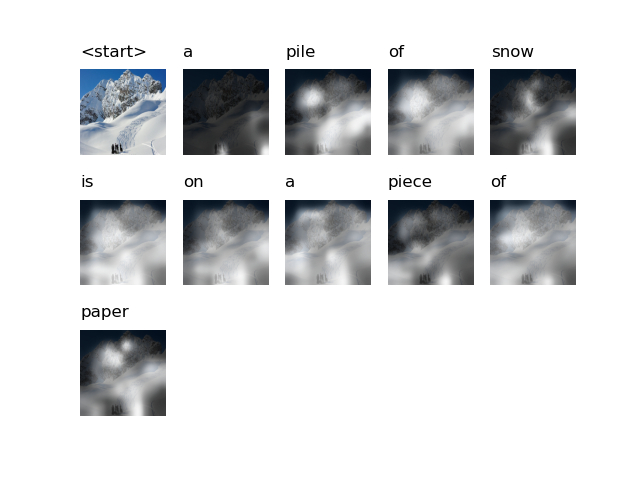 <start> a pile of snow
is on a piece of
paper